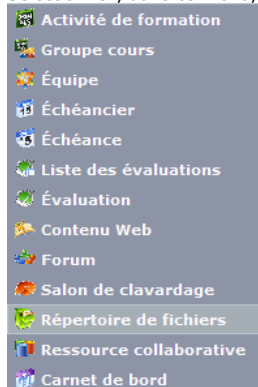 Activité de formation
Groupe cours
Équipe
Échéancier
Échéance
Liste des évaluations
Évaluation
Contenu Web
Forum
Salon de clavardage
Répertoire de fichiers
Ressource collaborative
Carnet de bord